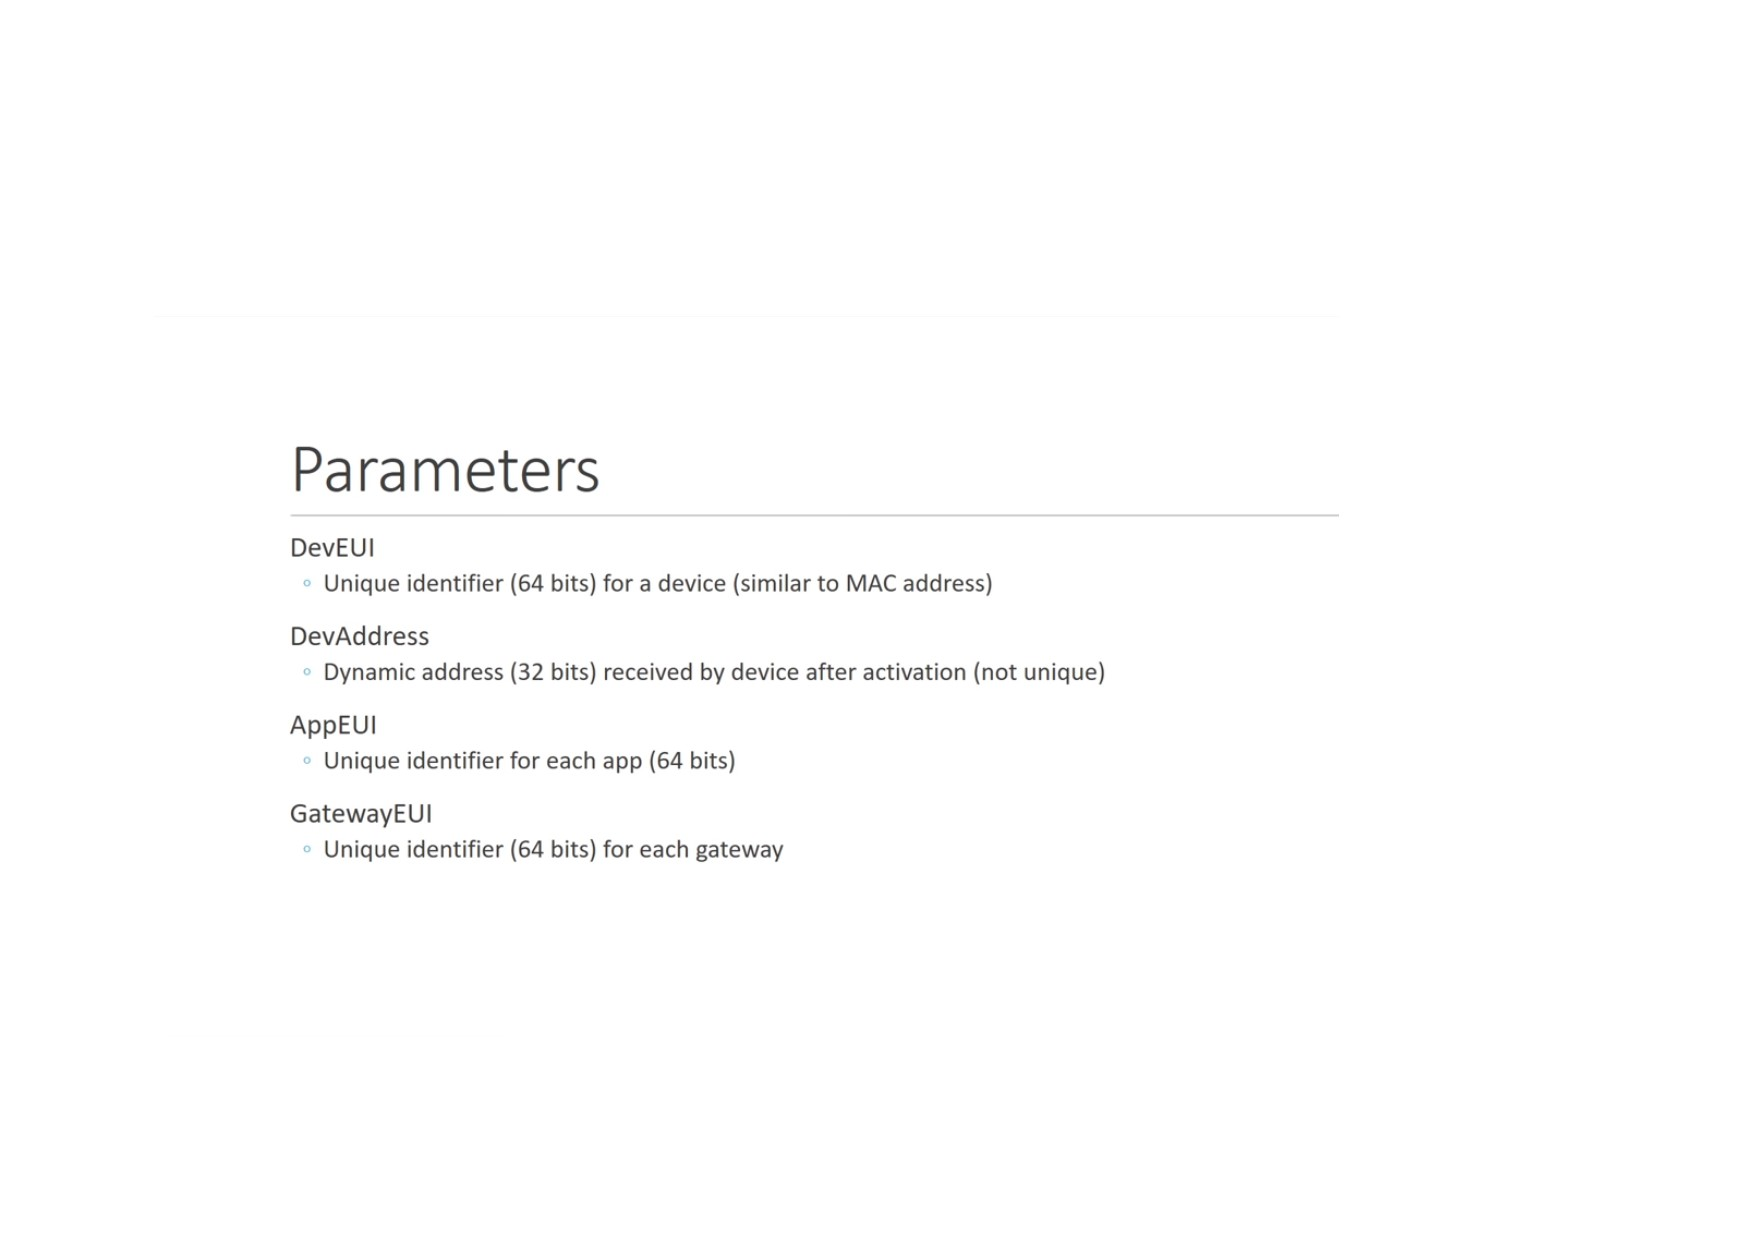 Parameters
DevEUI
◦ Unique identifier (64 bits) for a device (similar to MAC address)
DevAddress
◦ Dynamic address (32 bits) received by device after activation (not unique)
AppEUI
◦ Unique identifier for each app (64 bits)
GatewayEUI
◦ Unique identifier (64 bits) for each gateway